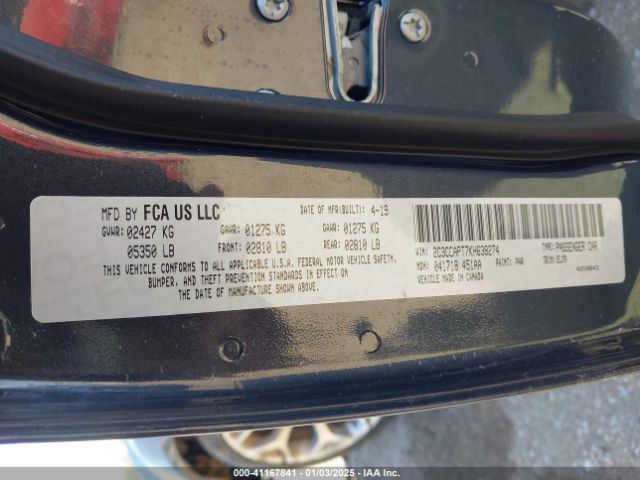 MFD BY FCA US LLC
DATE OF MFR(BUILT): 4-19
GVWR: 02427 KG
GAWR: 01275 KG
GAWR: 01275 KG
05350 LB
FRONT: 02810 LB
REAR: 02810 LB
THIS VEHICLE CONFORMS TO ALL APPLICABLE U.S.A. FEDERAL MOTOR VEHICLE SAFETY,
BUMPER, AND THEFT PREVENTION STANDARDS IN EFFECT ON
THE DATE OF MANUFACTURE SHOWN ABOVE.
VIN: 2C3CCAPT7KH638274
TYPE: PASSENGER CAR
MDH: 041718 451AA
PAINT: PAR
TRIM:
VEHICLE MADE IN CANADA
000-41167841 - 01/03/2025 - IAA Inc.